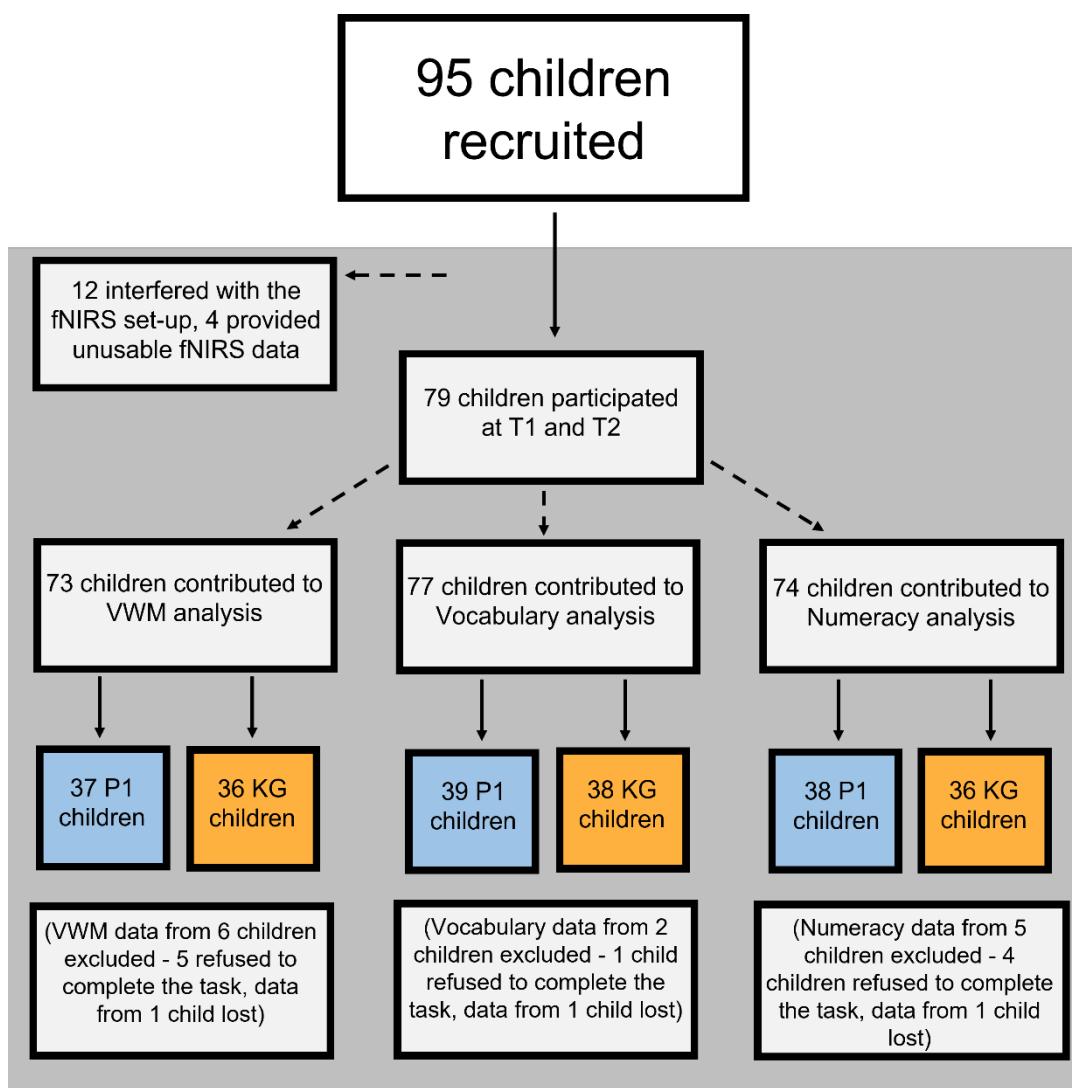 95 children
recruited
12 interfered with the
fNIRS set-up, 4 provided
unusable fNIRS data
79 children participated
at T1 and T2
73 children contributed to
VWM analysis
77 children contributed to
Vocabulary analysis
74 children contributed to
Numeracy analysis
37 P1
children
36 KG
children
39 P1
children
38 KG
children
38 P1
children
36 KG
children
(VWM data from 6 children
excluded - 5 refused to
complete the task, data
from 1 child lost)
(Vocabulary data from 2
children excluded - 1 child
refused to complete the
task, data from 1 child lost)
(Numeracy data from 5
children excluded - 4
children refused to complete
the task, data from 1 child
lost)